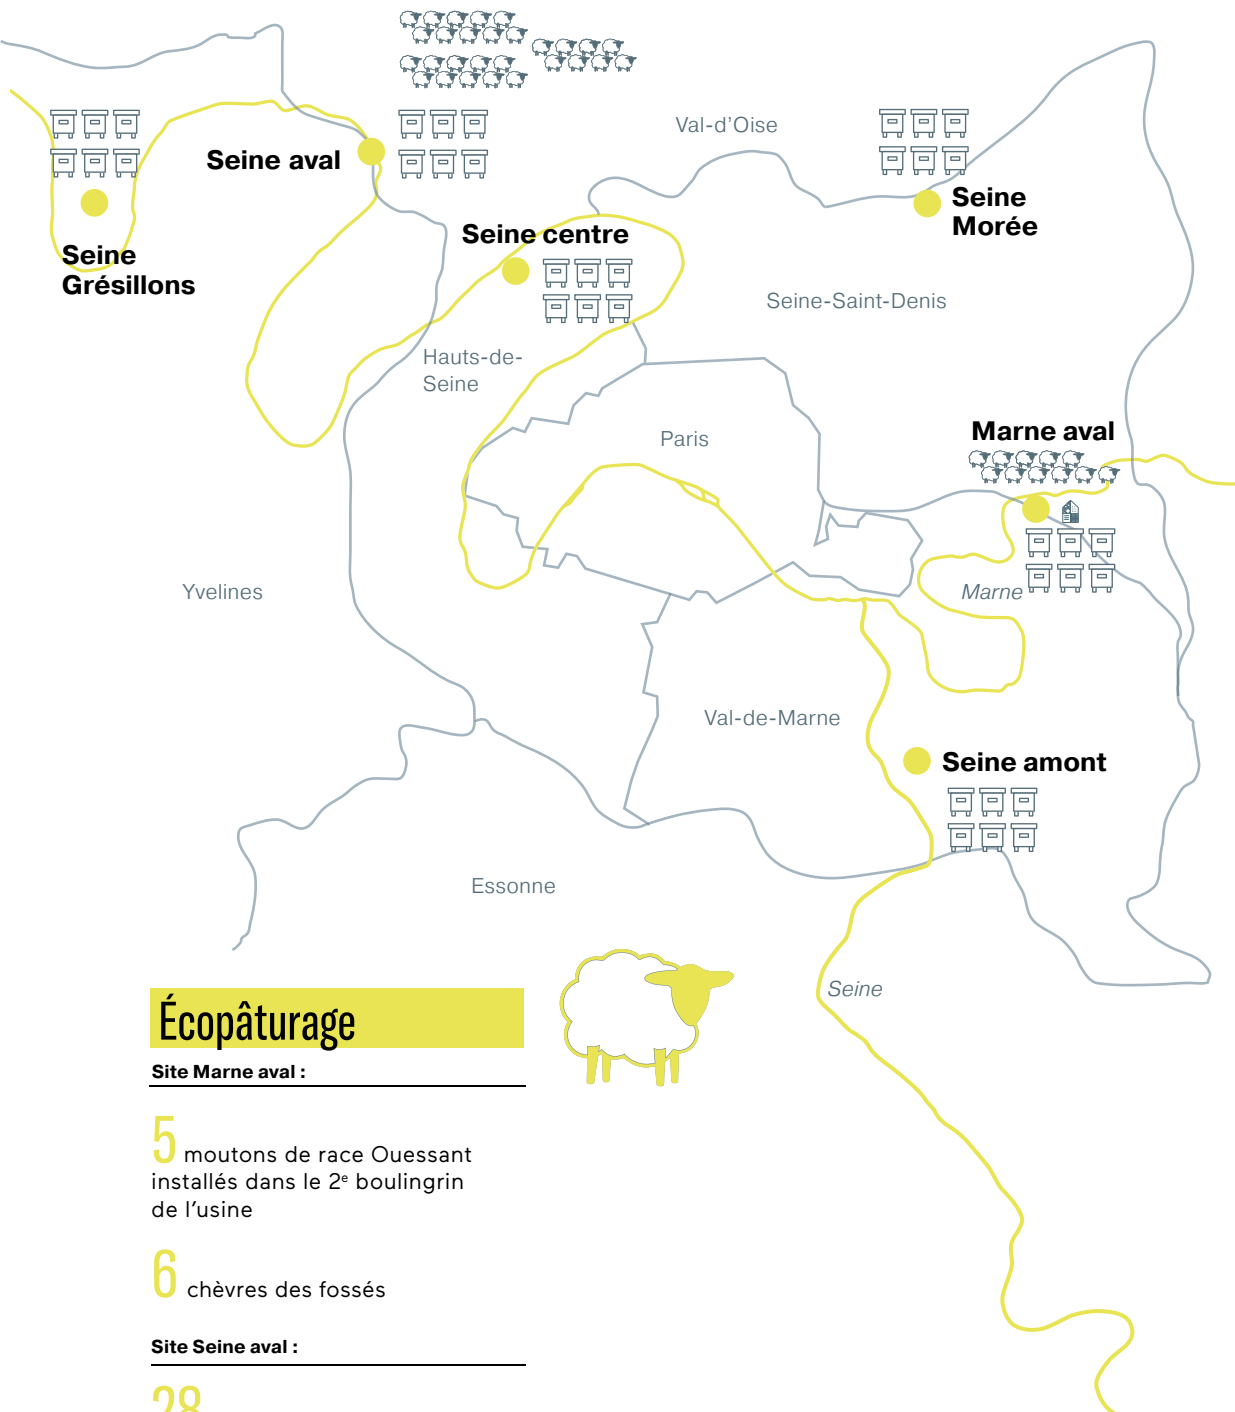 Val-d'Oise
Seine aval
Seine
Morée
Seine centre
Seine
Grésillons
Seine-Saint-Denis
Hauts-de-
Seine
Paris
Marne aval
Yvelines
Marne
Val-de-Marne
Seine amont
Essonne
Seine
Écopâturage
Site Marne aval :
5 moutons de race Ouessant
installés dans le 2e boulingrin
de l'usine
6 chèvres des fossés
Site Seine aval :
28